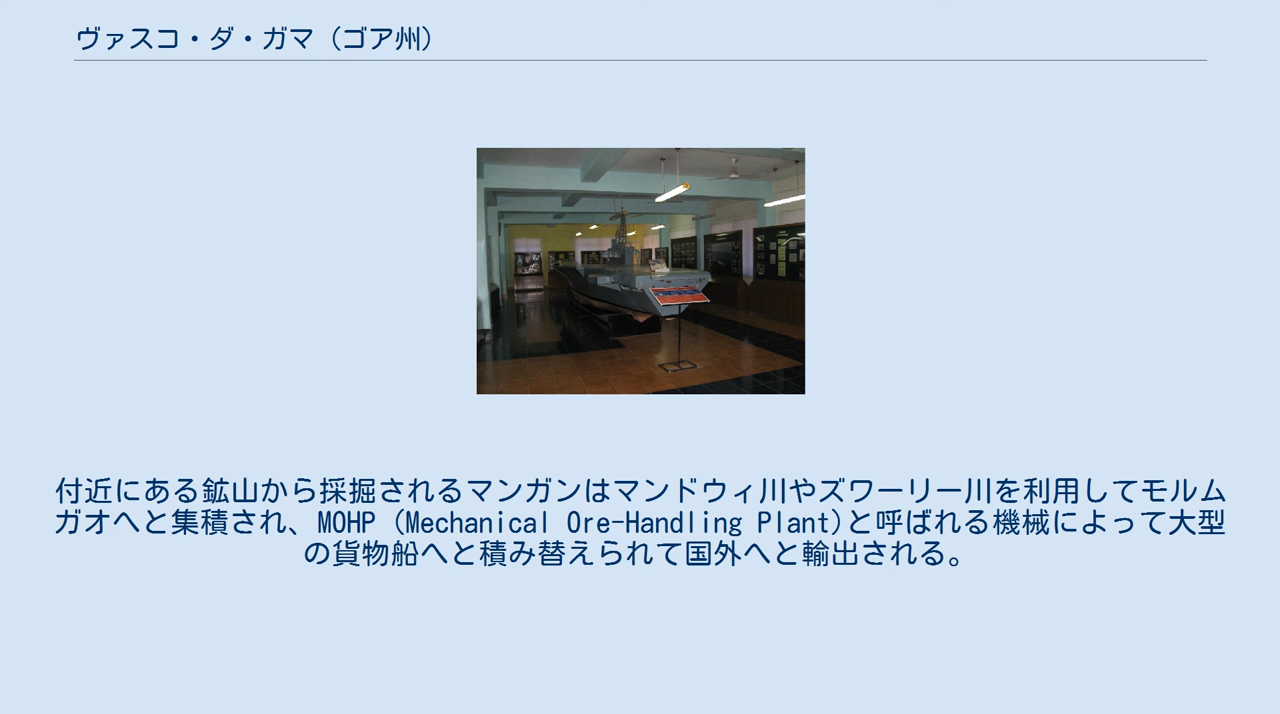 ヴァスコ・ダ・ガマ（ゴア州）
付近にある鉱山から採掘されるマンガンはマンドウィ川やズワーリー川を利用してモルム
ガオへと集積され、MOHP (Mechanical Ore-Handling Plant)と呼ばれる機械によって大型
の貨物船へと積み替えられて国外へと輸出される。